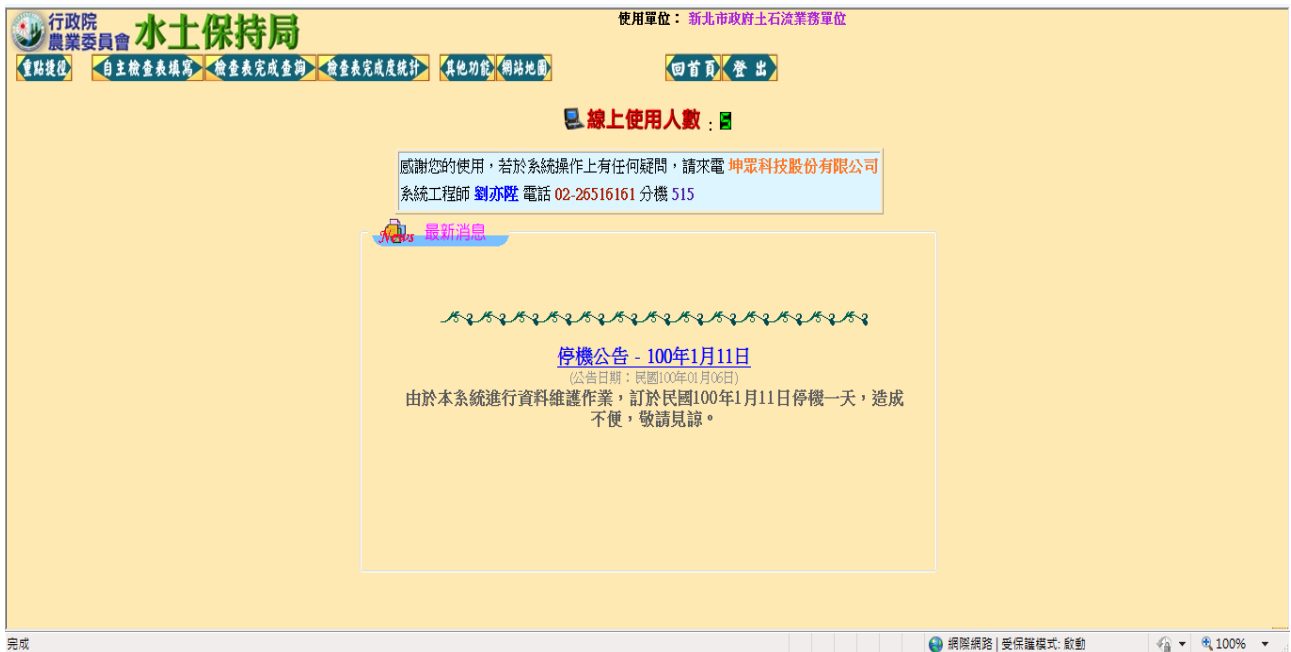 行政院
農業委員會 水土保持局
使用單位： 新北市政府土石流業務單位
重點捷徑 自主檢查表填寫 檢查表完成查詢 檢查表完成度統計 其他功能 網站地圖 回首頁 登出
線上使用人數：5
感謝您的使用，若於系統操作上有任何疑問，請來電 坤眾科技股份有限公司
系統工程師 劉亦陞 電話 02-26516161 分機 515
News 最新消息
停機公告 - 100年1月11日
(公告日期：民國100年01月06日)
由於本系統進行資料維護作業，訂於民國100年1月11日停機一天，造成
不便，敬請見諒。
完成
網際網路 | 受保護模式: 啟動
100%